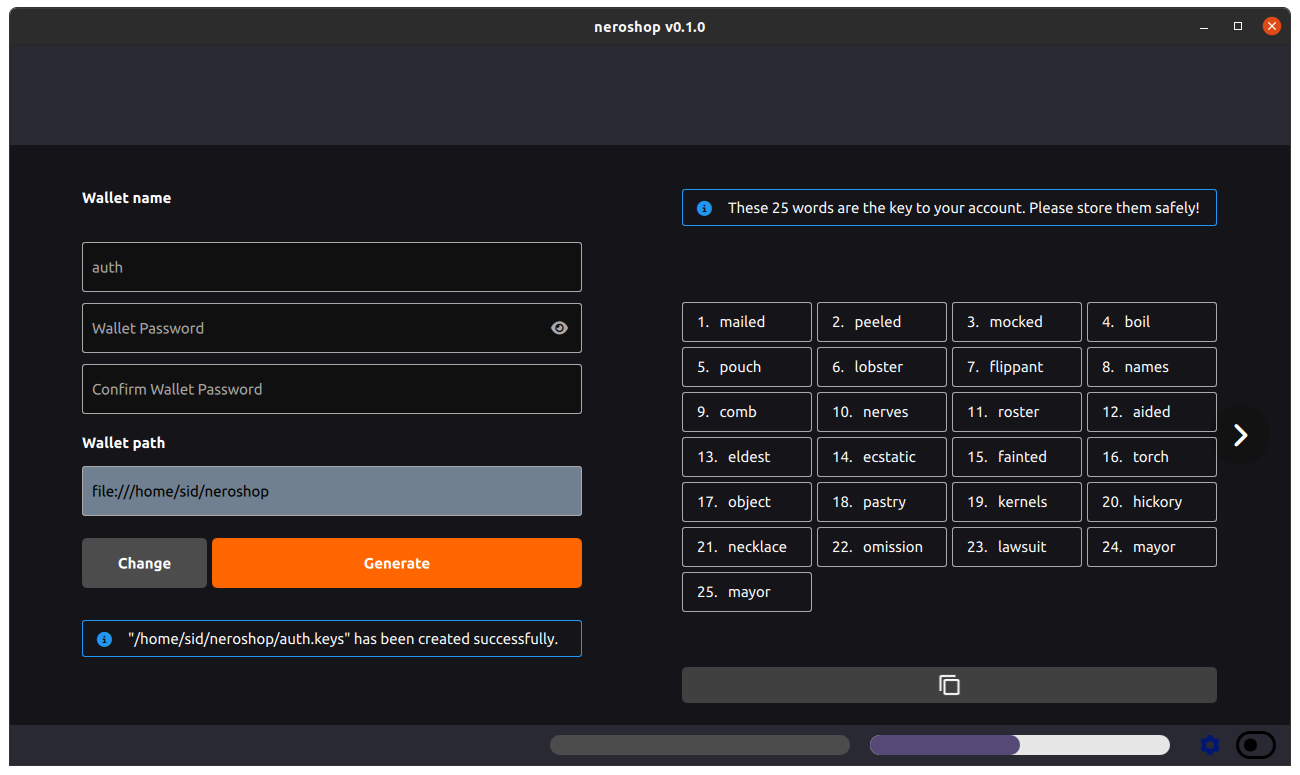 neroshop v0.1.0
Wallet name
auth
Wallet Password
Confirm Wallet Password
Wallet path
file:///home/sid/neroshop
Change Generate
"/home/sid/neroshop/auth.keys" has been created successfully.
These 25 words are the key to your account. Please store them safely!
1. mailed 2. peeled 3. mocked 4. boil
5. pouch 6. lobster 7. flippant 8. names
9. comb 10. nerves 11. roster 12. aided
13. eldest 14. ecstatic 15. fainted 16. torch
17. object 18. pastry 19. kernels 20. hickory
21. necklace 22. omission 23. lawsuit 24. mayor
25. mayor